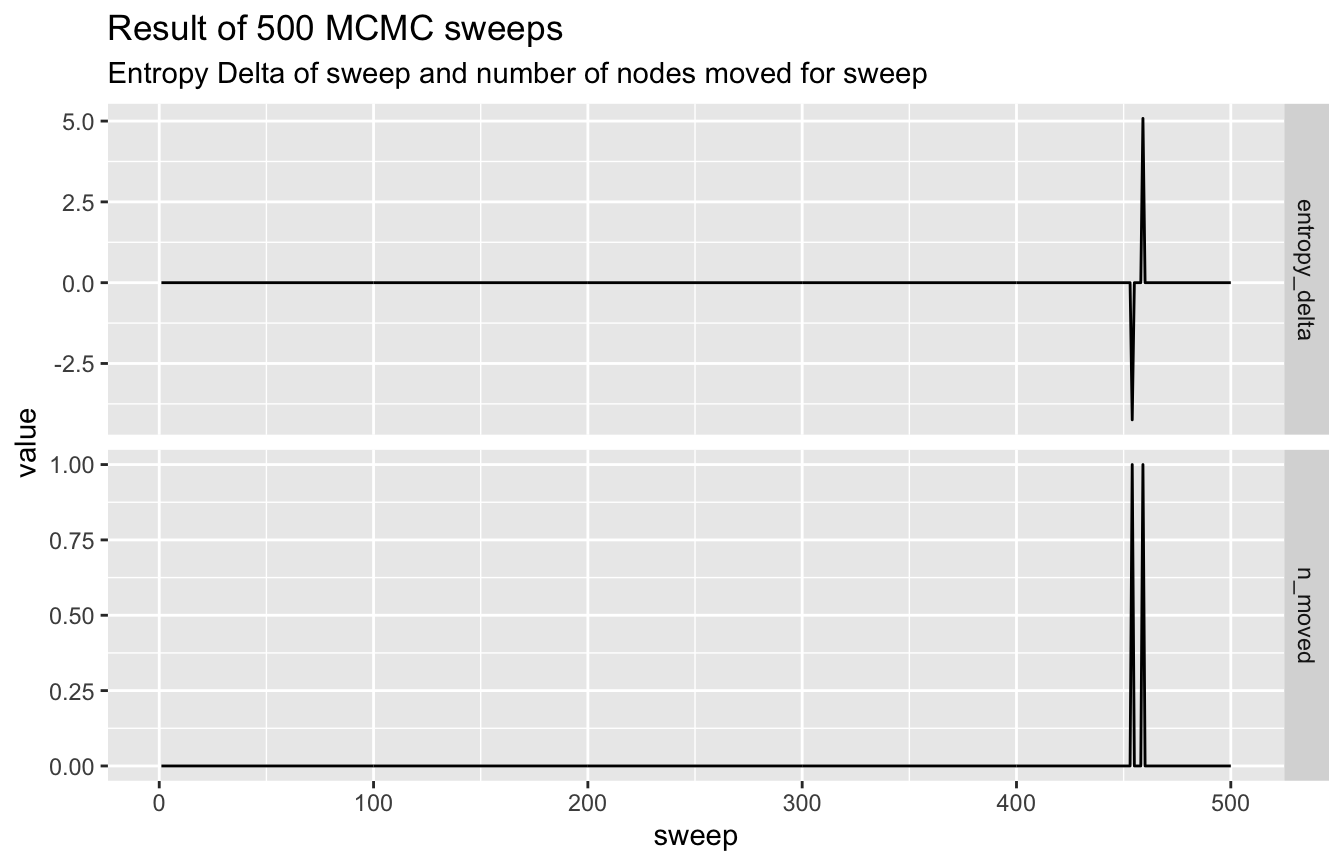 Result of 500 MCMC sweeps
Entropy Delta of sweep and number of nodes moved for sweep
5.0
2.5
0.0
-2.5
entropy_delta
value
1.00
0.75
0.50
0.25
0.00
n_moved
0 100 200 300 400 500
sweep